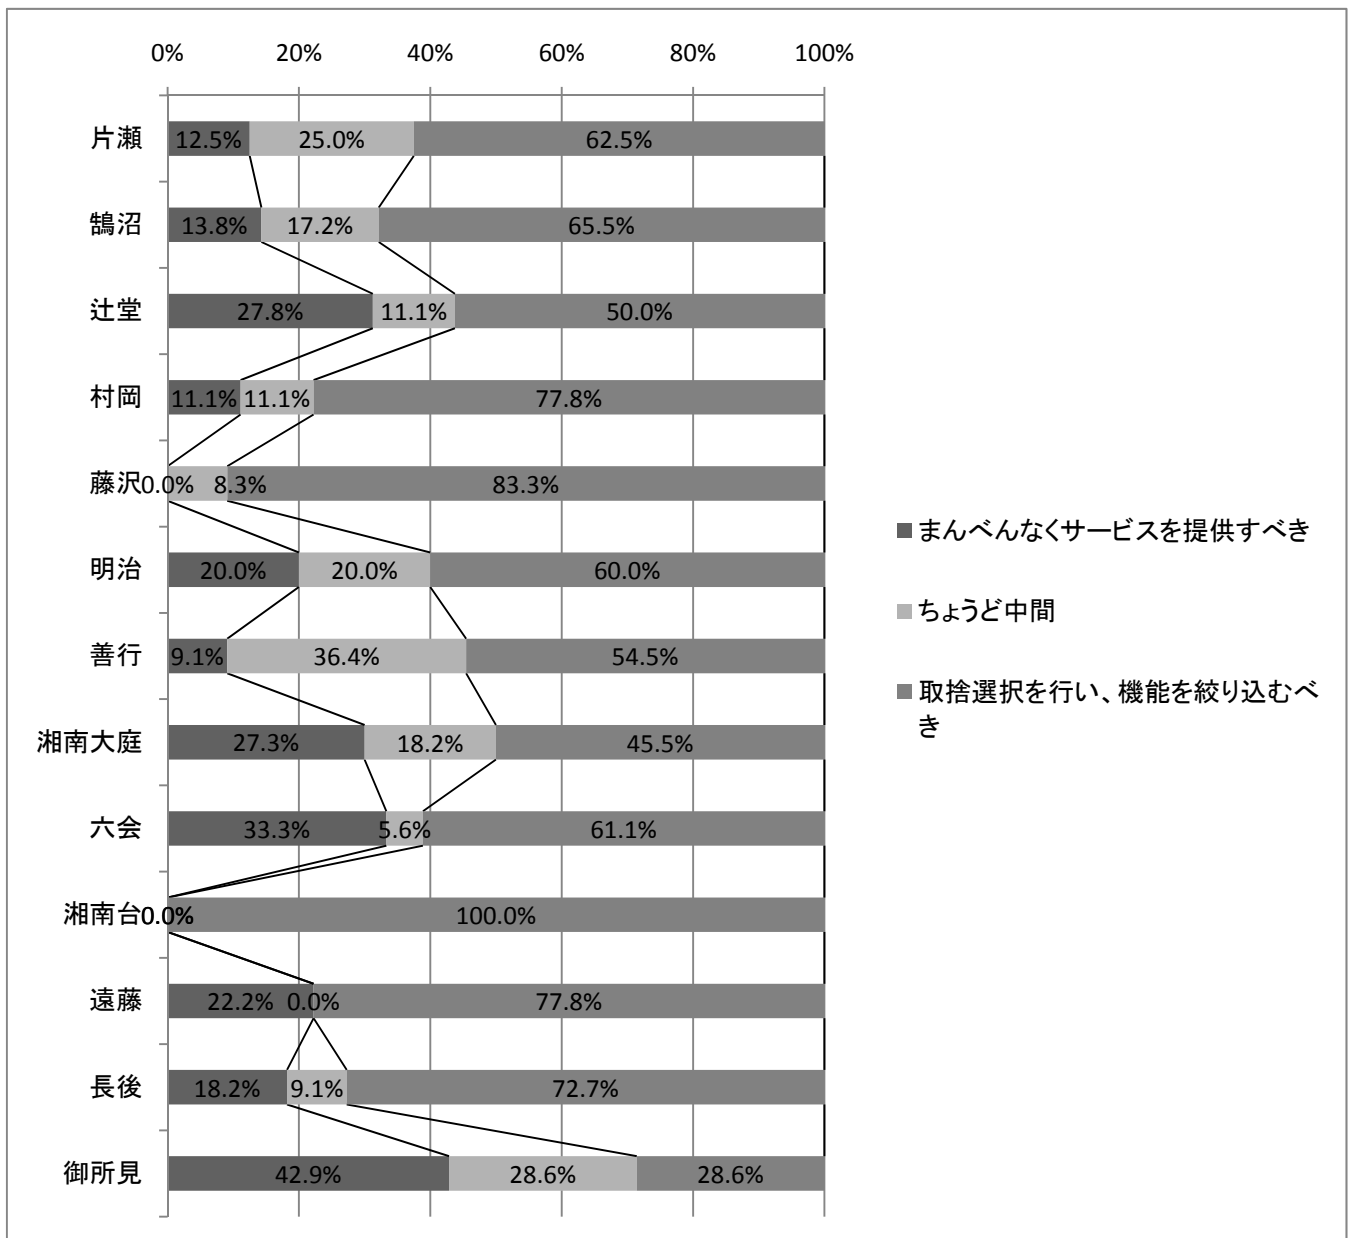 0% 20% 40% 60% 80% 100%
片瀬 12.5% 25.0% 62.5%
鵠沼 13.8% 17.2% 65.5%
辻堂 27.8% 11.1% 50.0%
村岡 11.1% 11.1% 77.8%
藤沢 0.0% 8.3% 83.3%
明治 20.0% 20.0% 60.0%
善行 9.1% 36.4% 54.5%
湘南大庭 27.3% 18.2% 45.5%
六会 33.3% 5.6% 61.1%
湘南台 0.0% 100.0%
遠藤 22.2% 0.0% 77.8%
長後 18.2% 9.1% 72.7%
御所見 42.9% 28.6% 28.6%
まんべんなくサービスを提供すべき
ちょうど中間
取捨選択を行い、機能を絞り込むべ
き